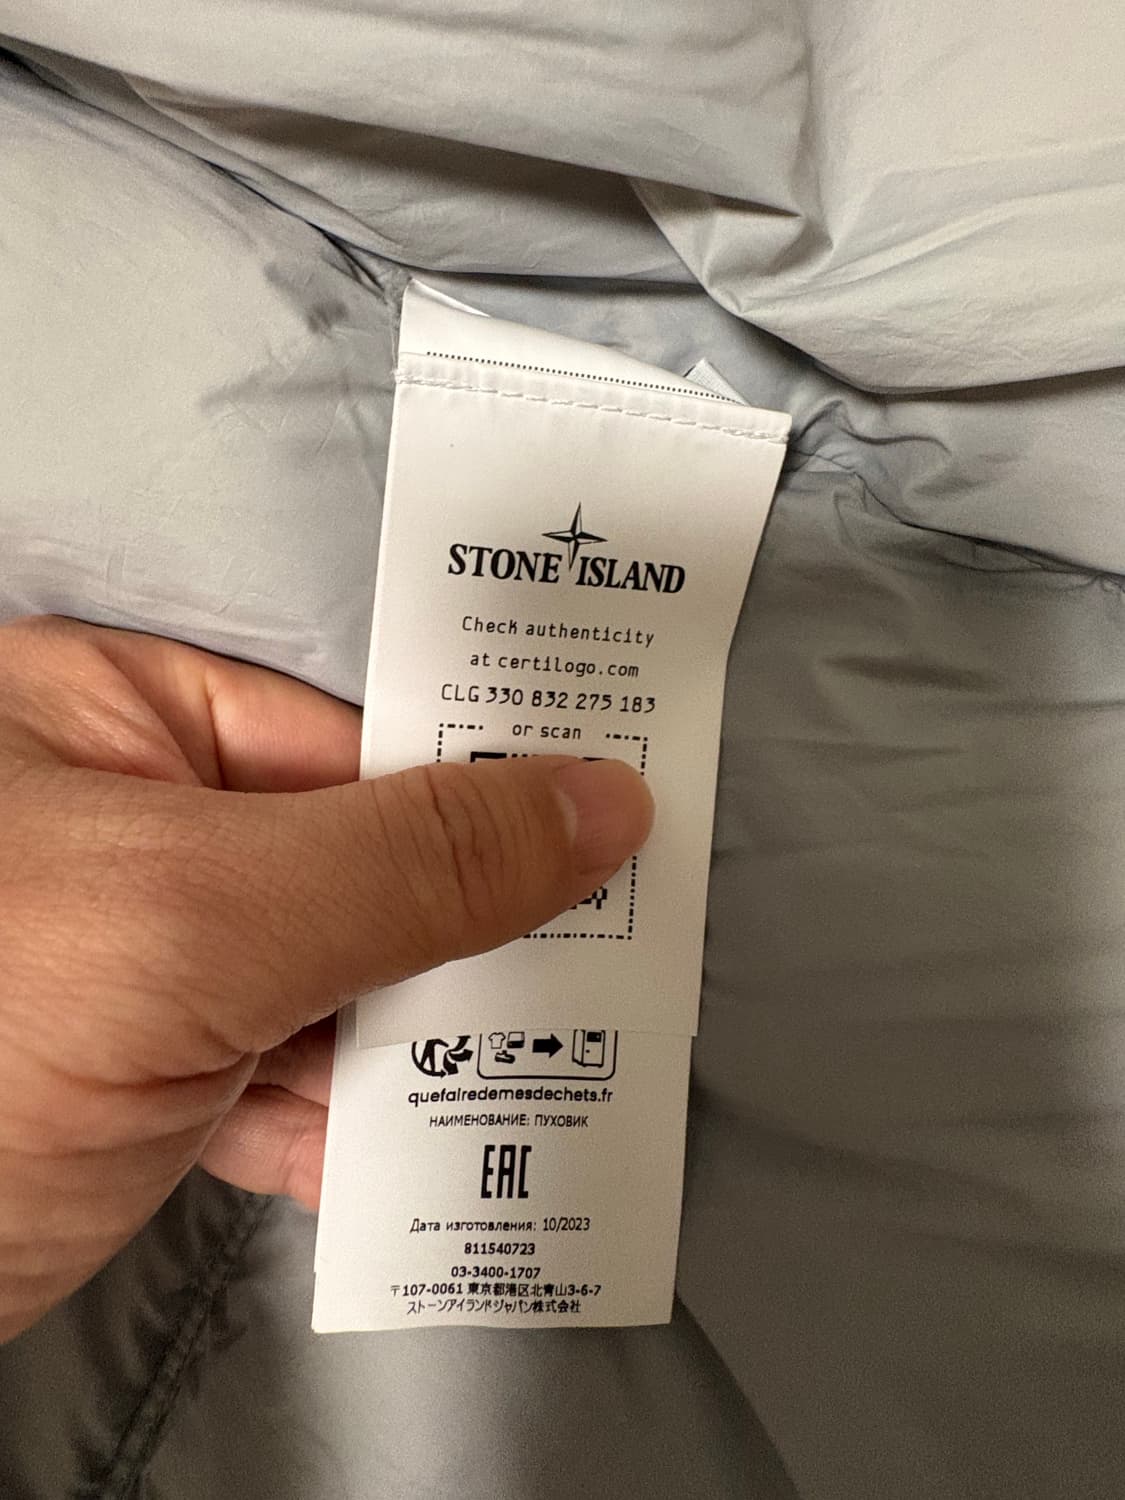 STONE ISLAND
Check authenticity
at certilogo.com
CLG 330 832 275 183
or scan
quefairedemesdechets.fr
НАИМЕНОВАНИЕ: ПУХОВИК
EAC
Дата изготовления: 10/2023
811540723
03-3400-1707
〒107-0061 東京都港区北青山3-6-7
ストーンアイランドジャパン株式会社